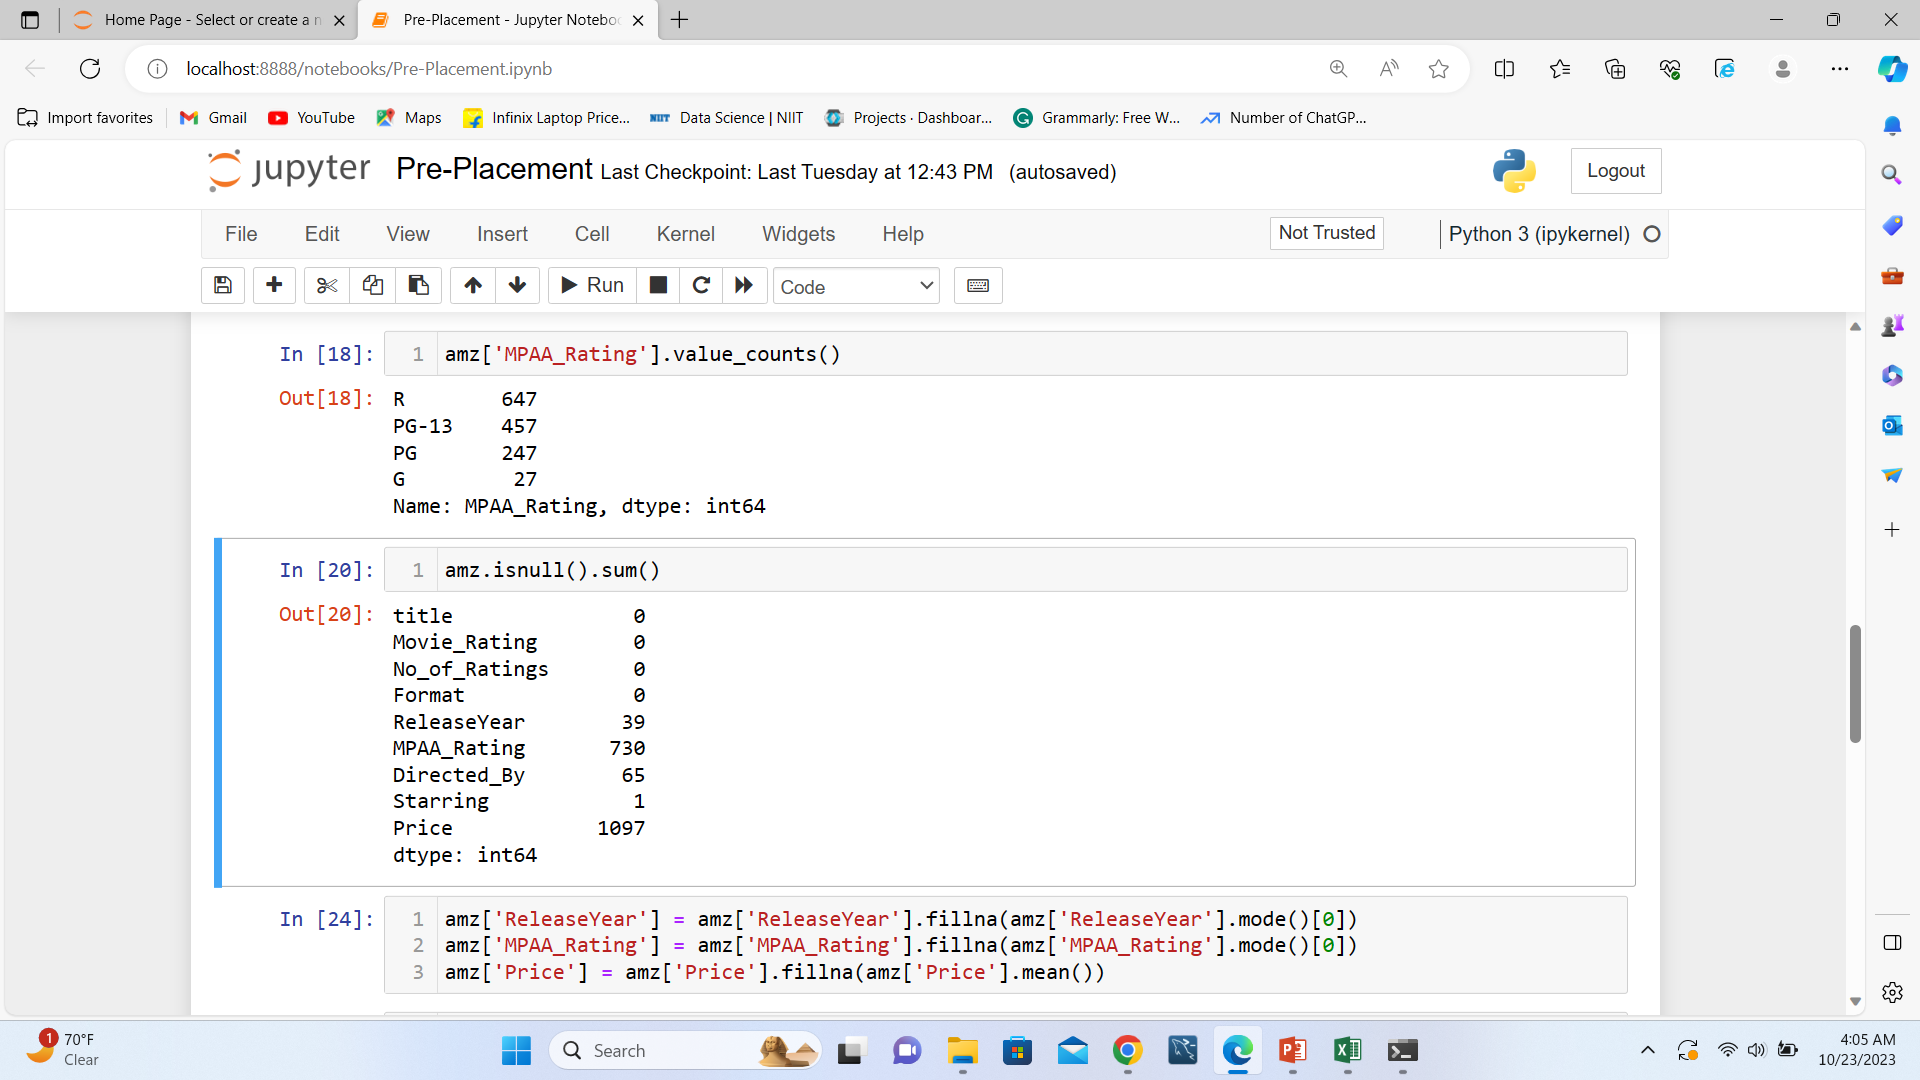 Home Page - Select or create a n
Pre-Placement - Jupyter Notebo
localhost:8888/notebooks/Pre-Placement.ipynb
Import favorites
Gmail
YouTube
Maps
Infinix Laptop Price...
NIIT Data Science | NIIT
Projects · Dashboar...
Grammarly: Free W...
Number of ChatGP...
jupyter Pre-Placement Last Checkpoint: Last Tuesday at 12:43 PM (autosaved)
Logout
File Edit View Insert Cell Kernel Widgets Help
Not Trusted
Python 3 (ipykernel)
Run
Code
In [18]: 1 amz['MPAA_Rating'].value_counts()
Out[18]: R 647
PG-13 457
PG 247
G 27
Name: MPAA_Rating, dtype: int64
In [20]: 1 amz.isnull().sum()
Out[20]: title 0
Movie_Rating 0
No_of_Ratings 0
Format 0
ReleaseYear 39
MPAA_Rating 730
Directed_By 65
Starring 1
Price 1097
dtype: int64
In [24]: 1 amz['ReleaseYear'] = amz['ReleaseYear'].fillna(amz['ReleaseYear'].mode()[0])
2 amz['MPAA_Rating'] = amz['MPAA_Rating'].fillna(amz['MPAA_Rating'].mode()[0])
3 amz['Price'] = amz['Price'].fillna(amz['Price'].mean())
1
70°F
Clear
Search
4:05 AM
10/23/2023